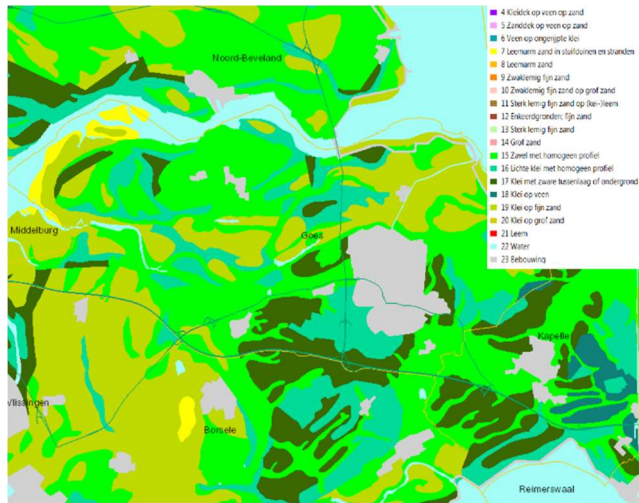 4 Kleidek op veen op zand
5 Zanddek op veen op zand
6 Veen op ongerijpte klei
7 Leemarm zand in stuifduinen en stranden
8 Leemarm zand
9 Zwaklemig fijn zand
10 Zwaklemig fijn zand op grof zand
11 Sterk lemig fijn zand op (kei-)leem
12 Enkeerdgronden; fijn zand
13 Sterk lemig fijn zand
14 Grof zand
15 Zavel met homogeen profiel
16 Lichte klei met homogeen profiel
17 Klei met zware tussenlaag of ondergrond
18 Klei op veen
19 Klei op fijn zand
20 Klei op grof zand
21 Leem
22 Water
23 Bebouwing
Noord-Beveland
Middelburg
Goes
Kapelle
Vlissingen
Borsele
Reimerswaal